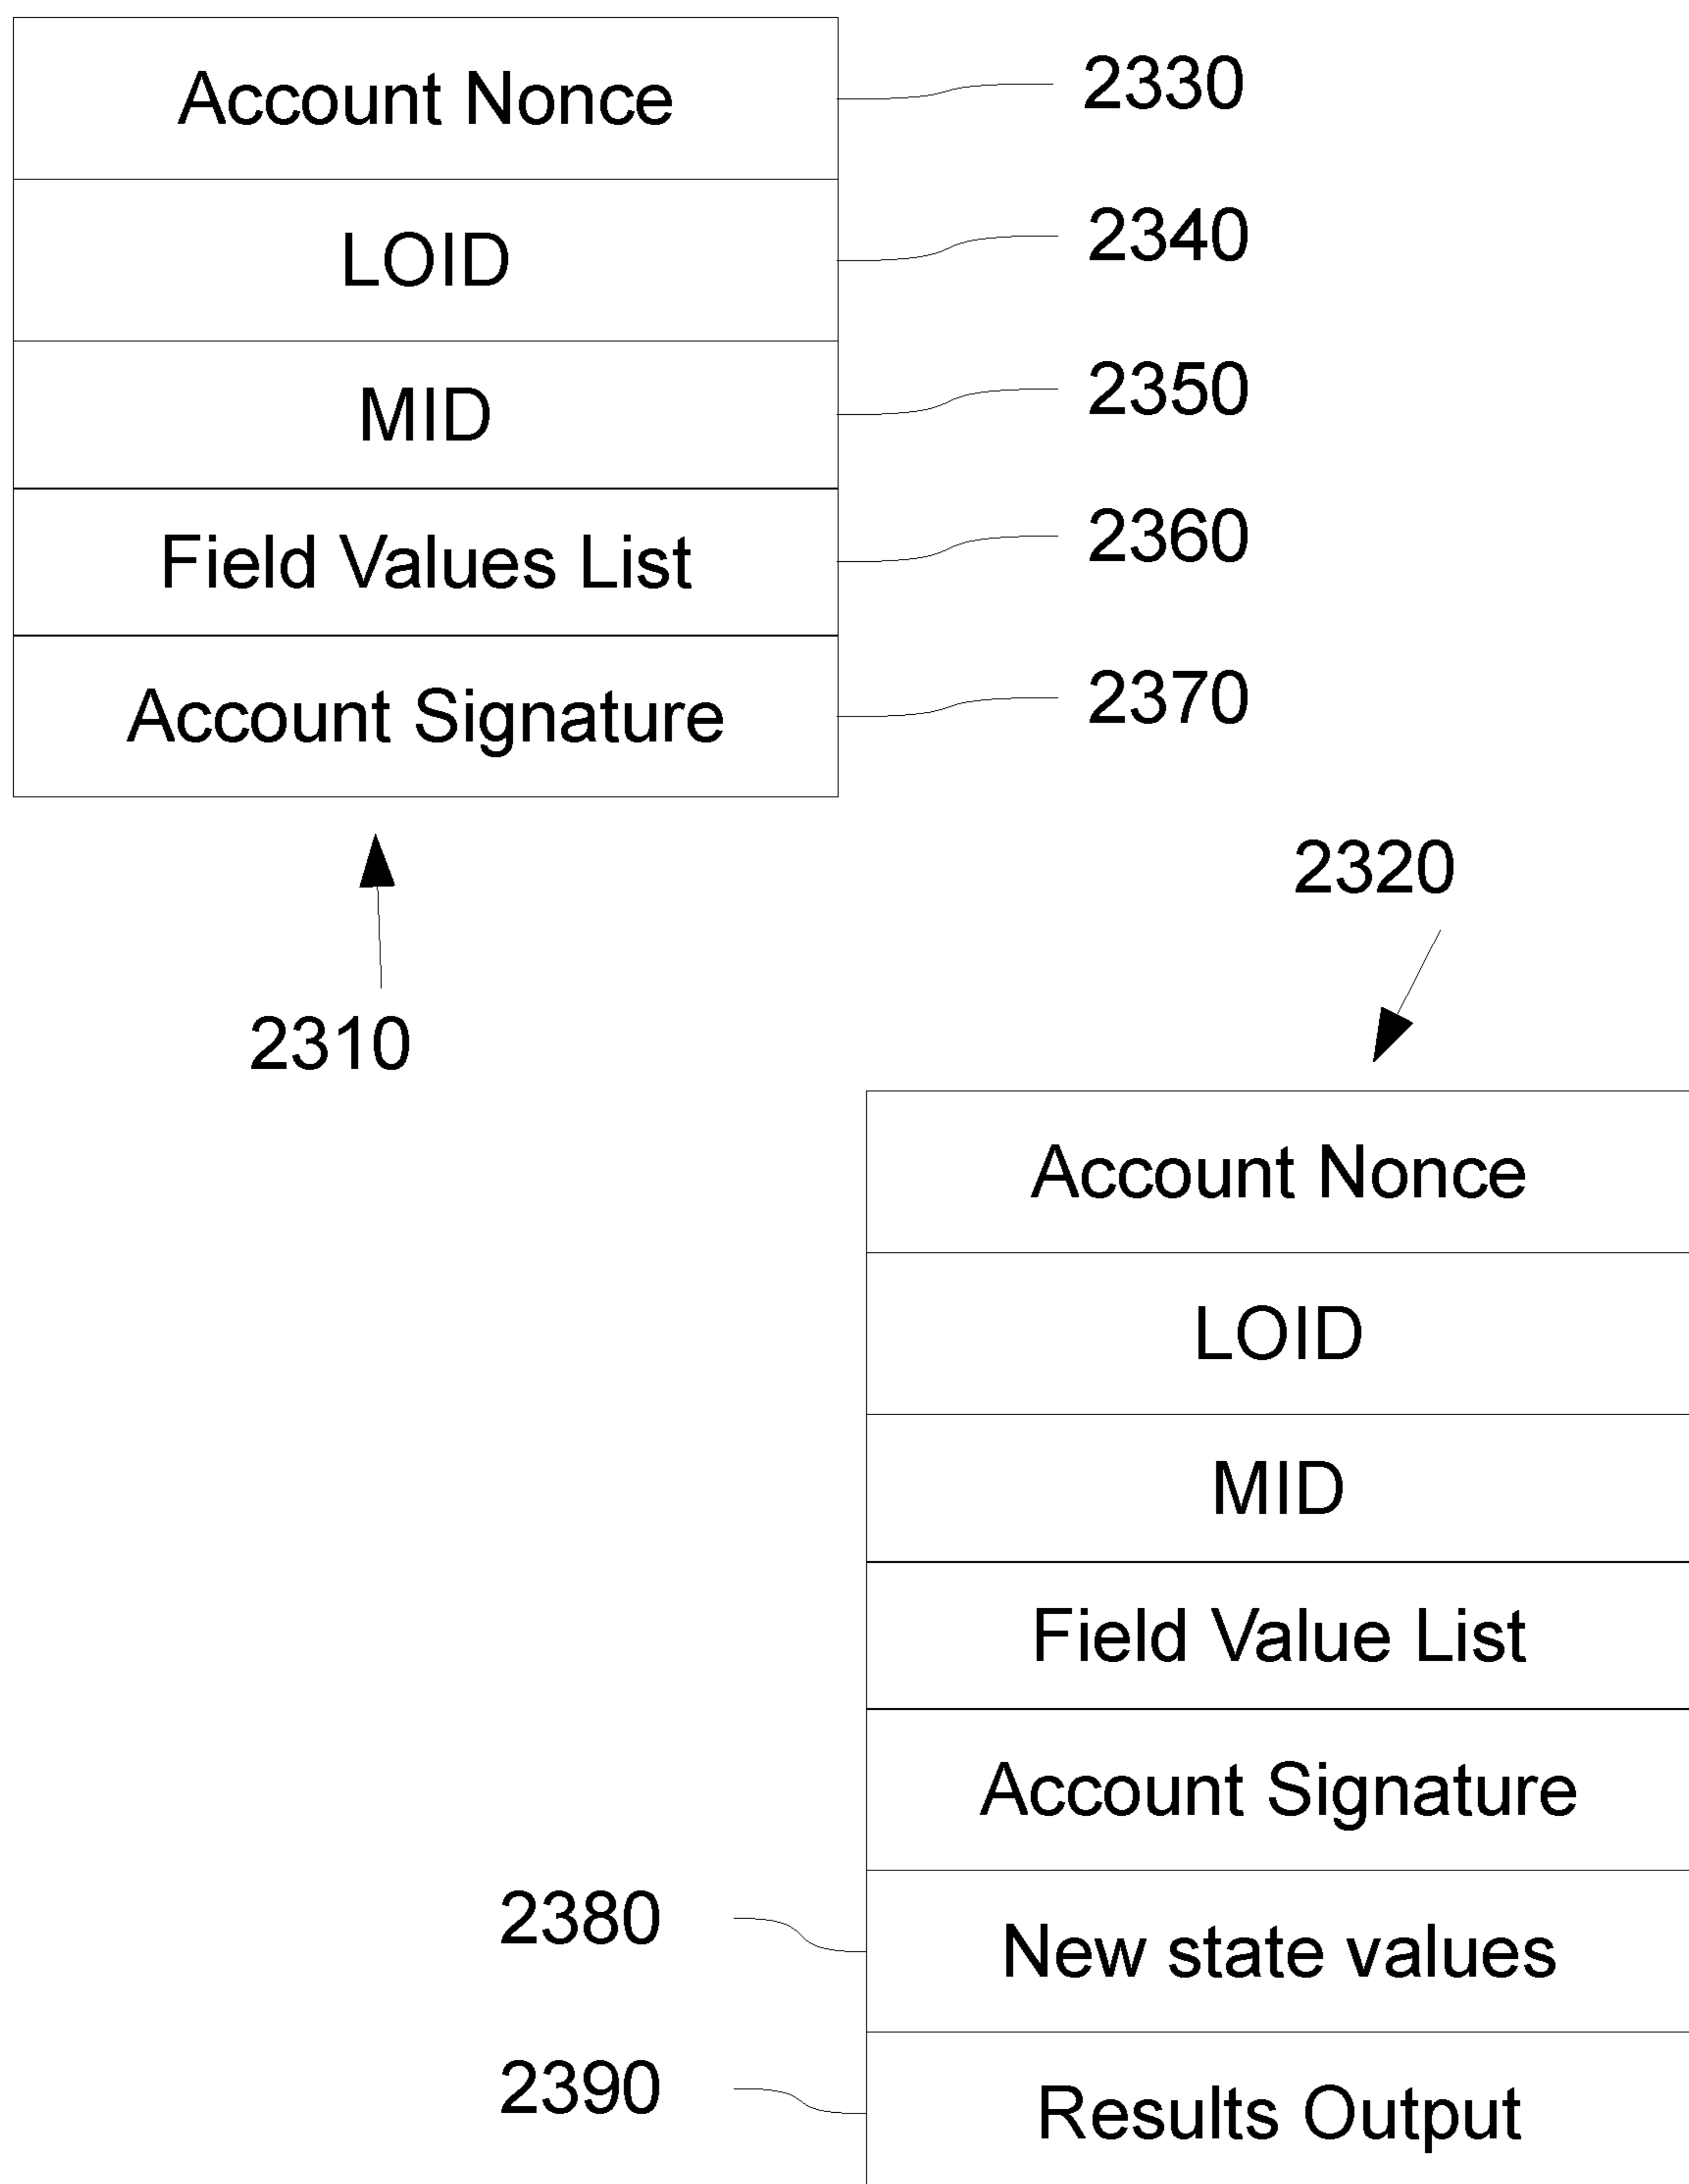 Account Nonce 2330
LOID 2340
MID 2350
Field Values List 2360
Account Signature 2370
2320
2310
Account Nonce
LOID
MID
Field Value List
Account Signature
2380 New state values
2390 Results Output